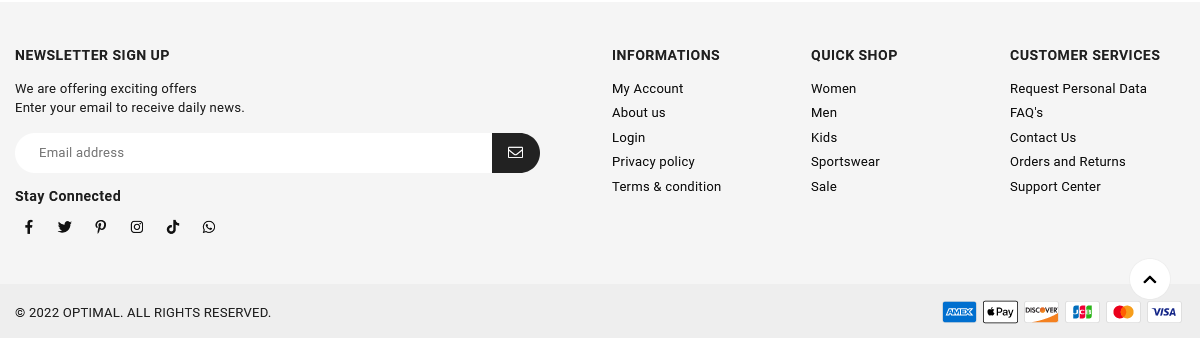 NEWSLETTER SIGN UP
We are offering exciting offers
Enter your email to receive daily news.
Email address
Stay Connected
INFORMATIONS
My Account
About us
Login
Privacy policy
Terms & condition
QUICK SHOP
Women
Men
Kids
Sportswear
Sale
CUSTOMER SERVICES
Request Personal Data
FAQ's
Contact Us
Orders and Returns
Support Center
© 2022 OPTIMAL. ALL RIGHTS RESERVED.
AMEX Pay DISCOVER JCB VISA